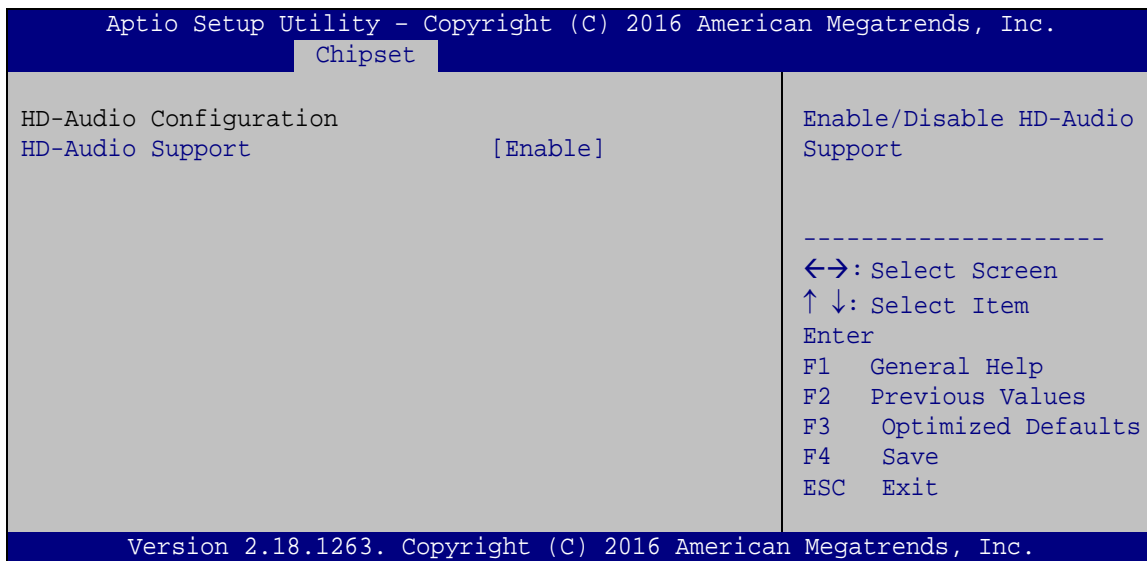 Aptio Setup Utility – Copyright (C) 2016 American Megatrends, Inc.
Chipset
HD-Audio Configuration
HD-Audio Support [Enable]
Enable/Disable HD-Audio
Support
----------------------
←→: Select Screen
↑ ↓: Select Item
Enter
F1 General Help
F2 Previous Values
F3 Optimized Defaults
F4 Save
ESC Exit
Version 2.18.1263. Copyright (C) 2016 American Megatrends, Inc.